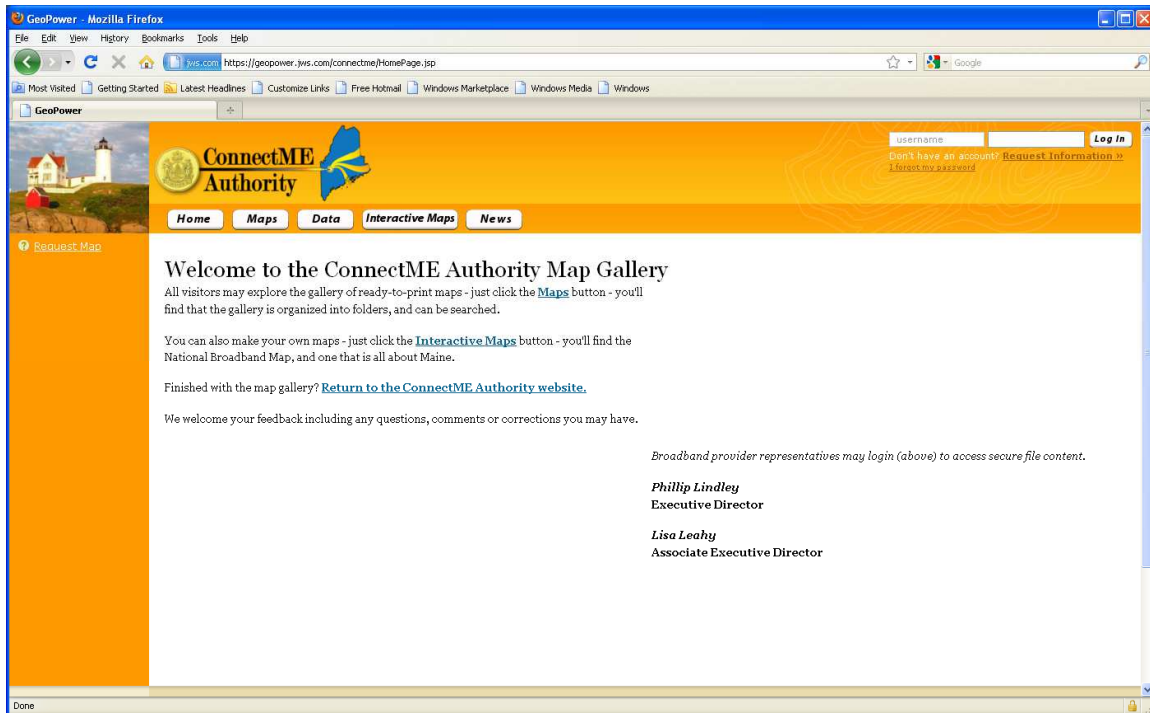 GeoPower - Mozilla Firefox
File Edit View History Bookmarks Tools Help
jws.com https://geopower.jws.com/connectme/HomePage.jsp Google
Most Visited Getting Started Latest Headlines Customize Links Free Hotmail Windows Marketplace Windows Media Windows
GeoPower
ConnectME
Authority
username Log In
Don't have an account? Request Information »
I forgot my password
Home Maps Data Interactive Maps News
Request Map
Welcome to the ConnectME Authority Map Gallery
All visitors may explore the gallery of ready-to-print maps - just click the Maps button - you'll
find that the gallery is organized into folders, and can be searched.
You can also make your own maps - just click the Interactive Maps button - you'll find the
National Broadband Map, and one that is all about Maine.
Finished with the map gallery? Return to the ConnectME Authority website.
We welcome your feedback including any questions, comments or corrections you may have.
Broadband provider representatives may login (above) to access secure file content.
Phillip Lindley
Executive Director
Lisa Leahy
Associate Executive Director
Done